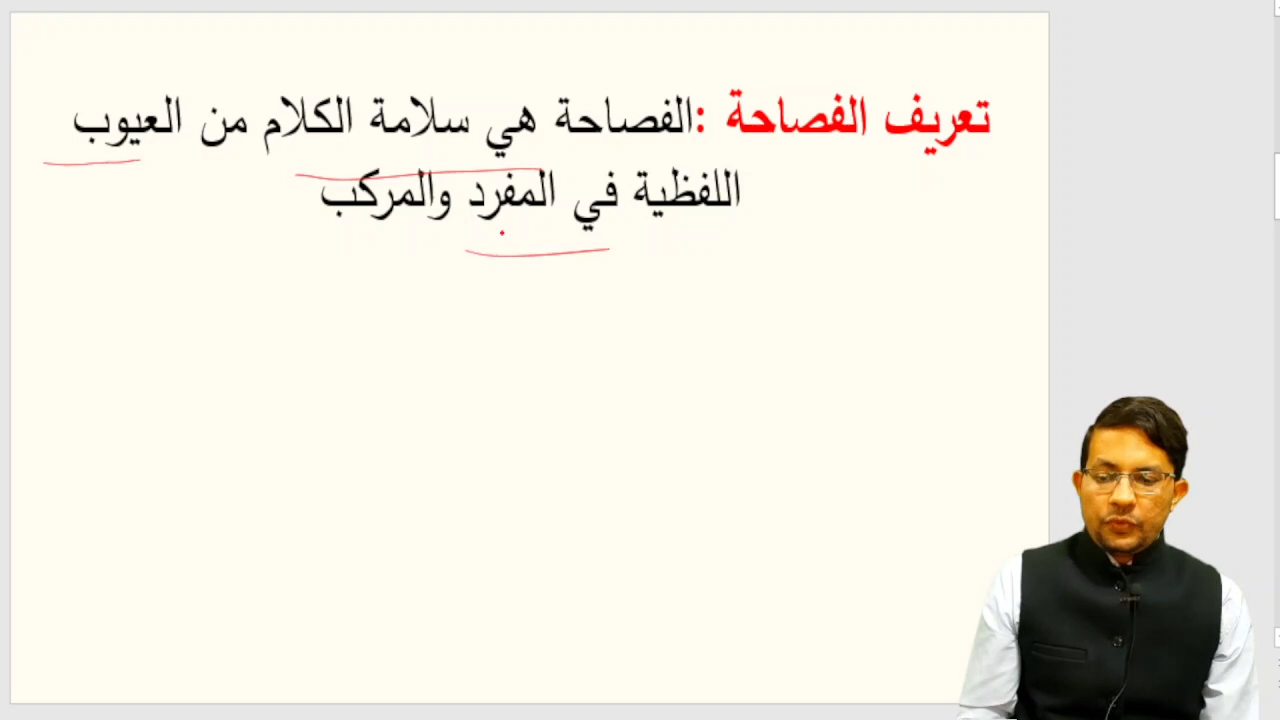 تعريف الفصاحة :الفصاحة هي سلامة الكلام من العيوب
اللفظية في المفرد والمركب